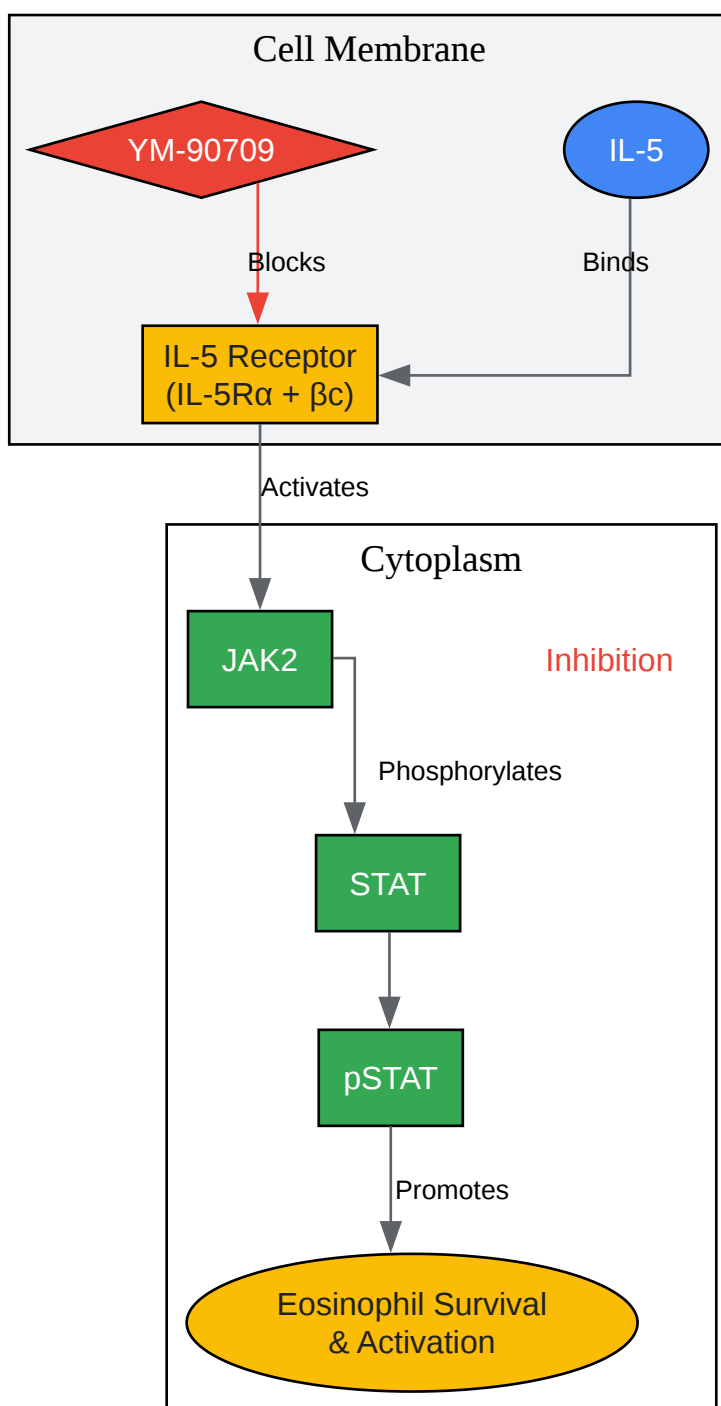 Cell Membrane
YM-90709
IL-5
Blocks
Binds
IL-5 Receptor
(IL-5Rα + βc)
Activates
Cytoplasm
JAK2
Inhibition
Phosphorylates
STAT
pSTAT
Promotes
Eosinophil Survival
& Activation